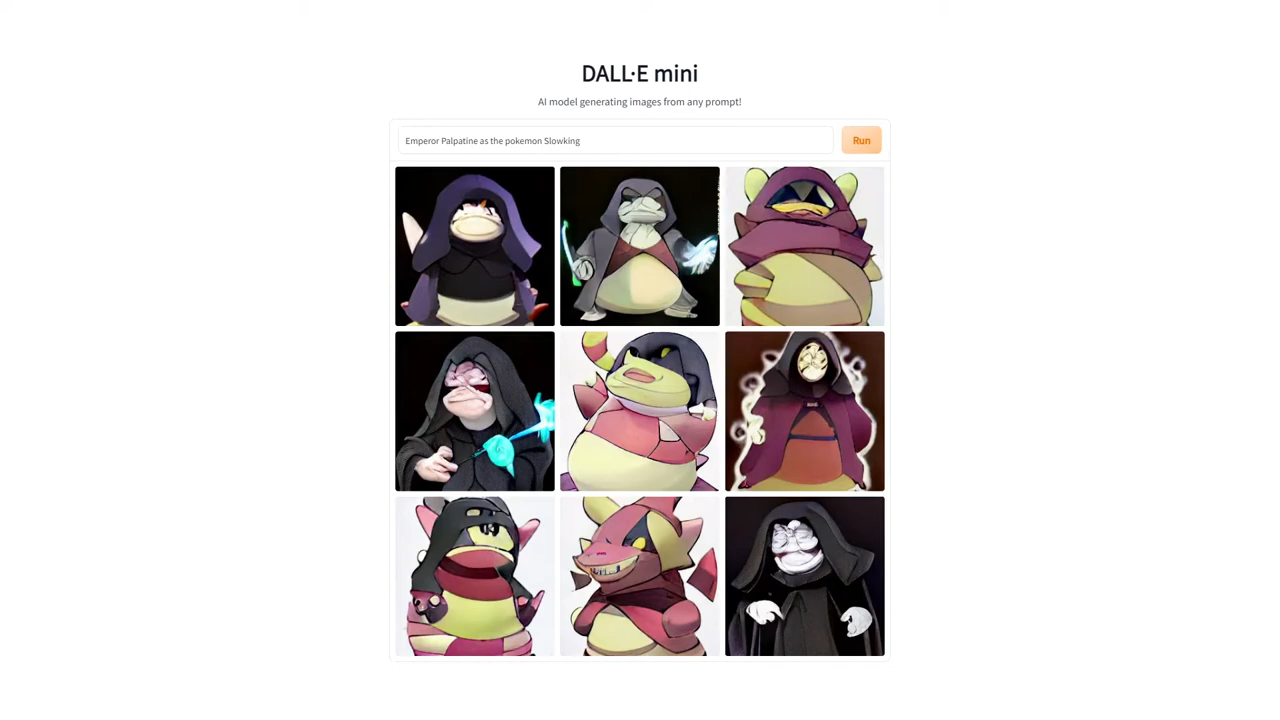 DALL·E mini
AI model generating images from any prompt!
Emperor Palpatine as the pokemon Slowking
Run